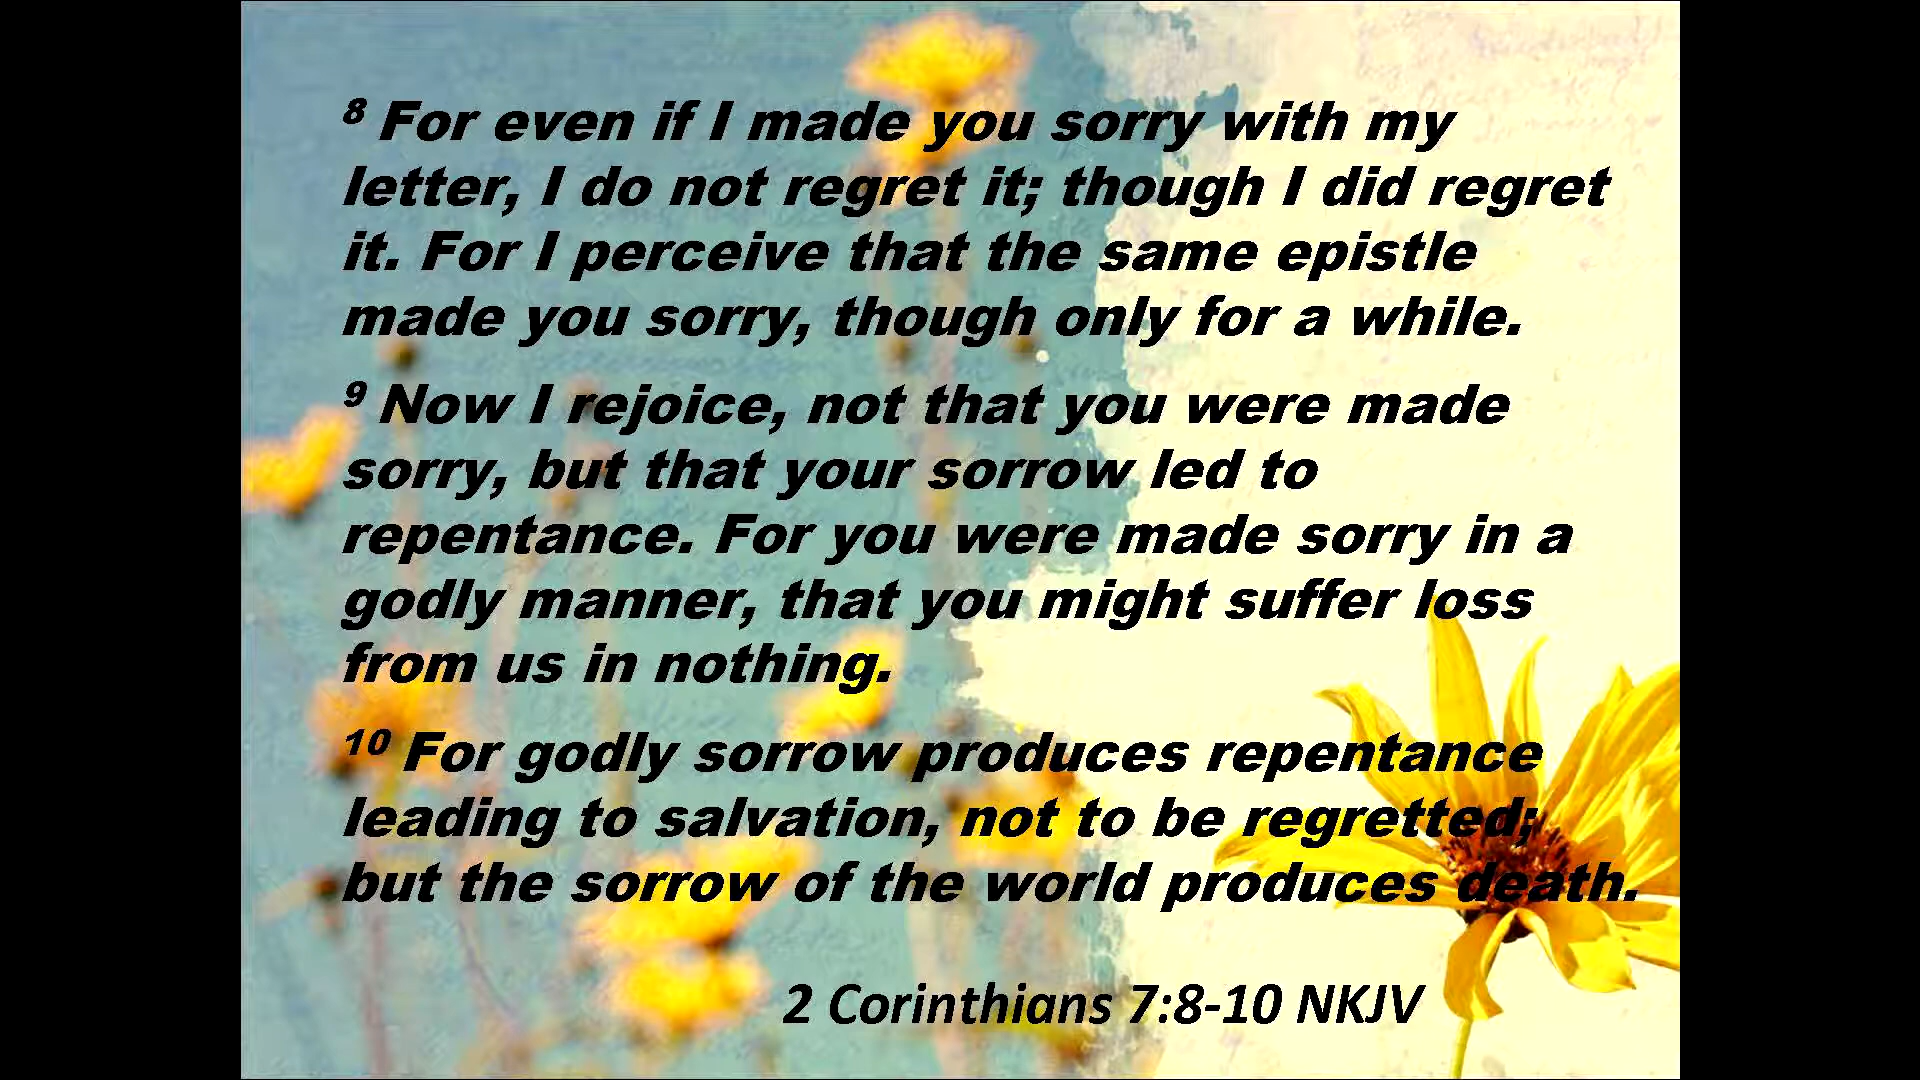 8 For even if I made you sorry with my
letter, I do not regret it; though I did regret
it. For I perceive that the same epistle
made you sorry, though only for a while.
9 Now I rejoice, not that you were made
sorry, but that your sorrow led to
repentance. For you were made sorry in a
godly manner, that you might suffer loss
from us in nothing.
10 For godly sorrow produces repentance
leading to salvation, not to be regretted;
but the sorrow of the world produces death.
2 Corinthians 7:8-10 NKJV